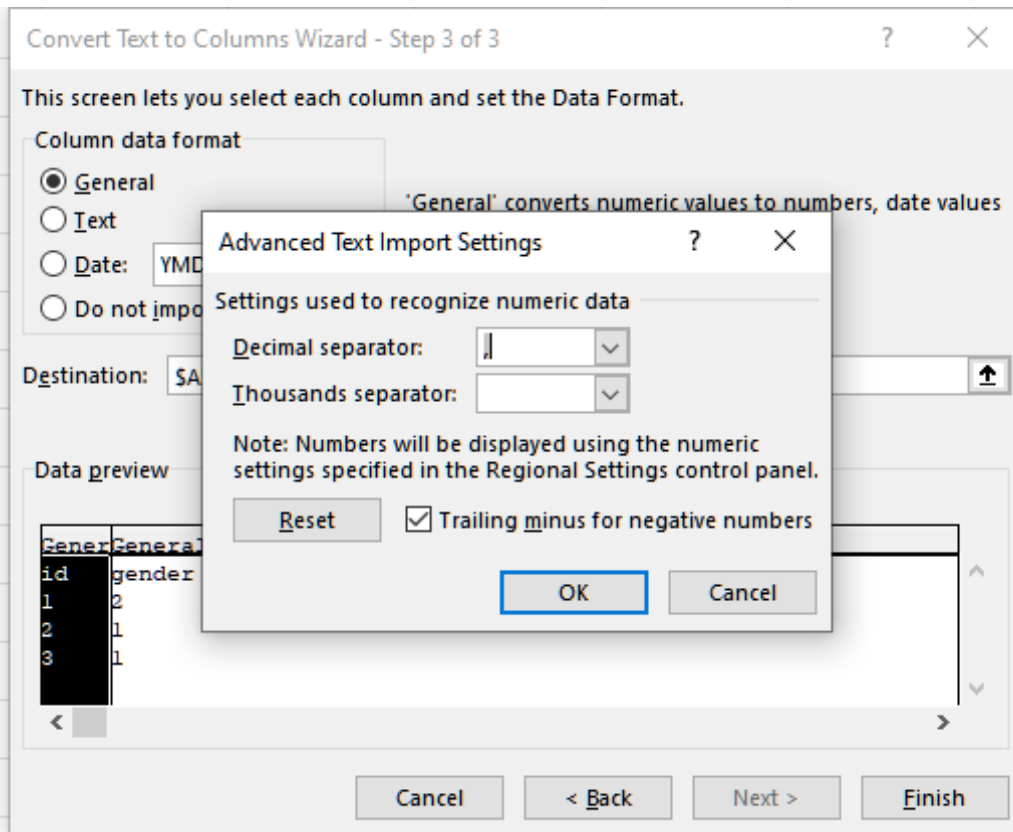 Convert Text to Columns Wizard - Step 3 of 3 ?
This screen lets you select each column and set the Data Format.
Column data format
General
Text
Date: YMD
Do not impo
'General' converts numeric values to numbers, date values
Advanced Text Import Settings ?
Settings used to recognize numeric data
Decimal separator: ,
Thousands separator:
Note: Numbers will be displayed using the numeric
settings specified in the Regional Settings control panel.
Reset Trailing minus for negative numbers
OK Cancel
Destination: $A
Data preview
Gener General
id gender
1 2
2 1
3 1
Cancel < Back Next > Finish